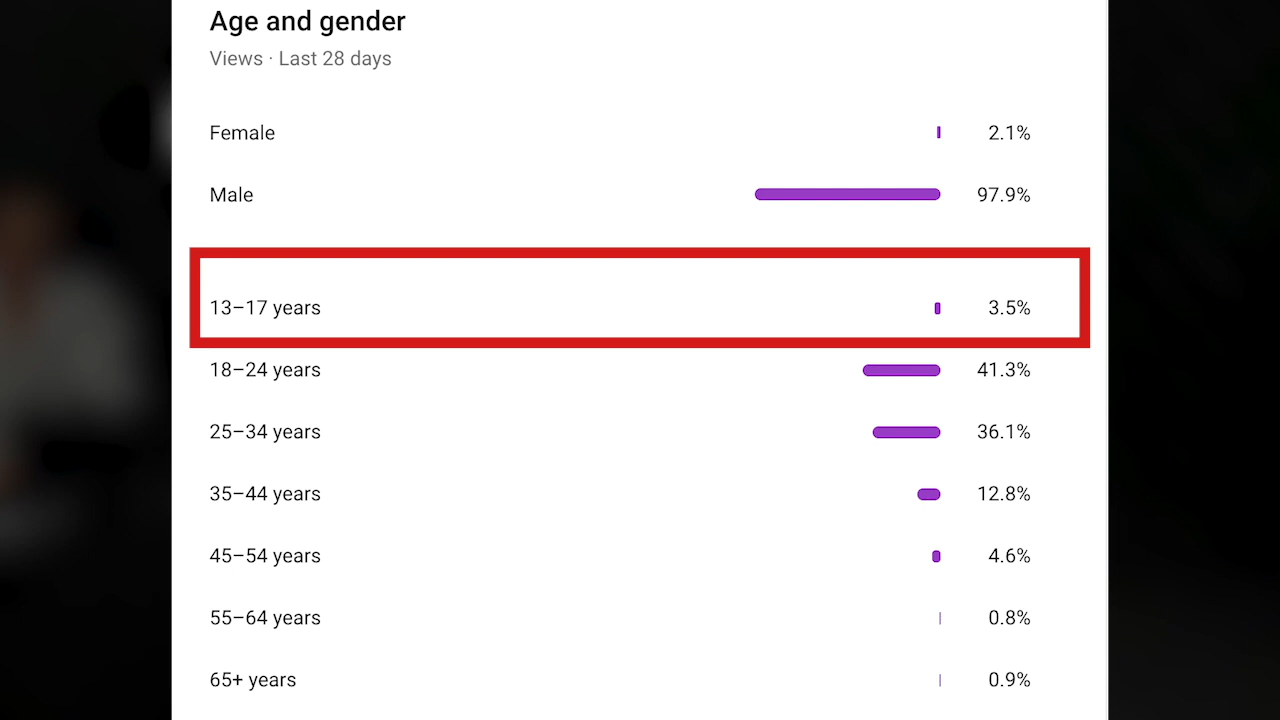 Age and gender
Views · Last 28 days
Female 2.1%
Male 97.9%
13–17 years 3.5%
18–24 years 41.3%
25–34 years 36.1%
35–44 years 12.8%
45–54 years 4.6%
55–64 years 0.8%
65+ years 0.9%